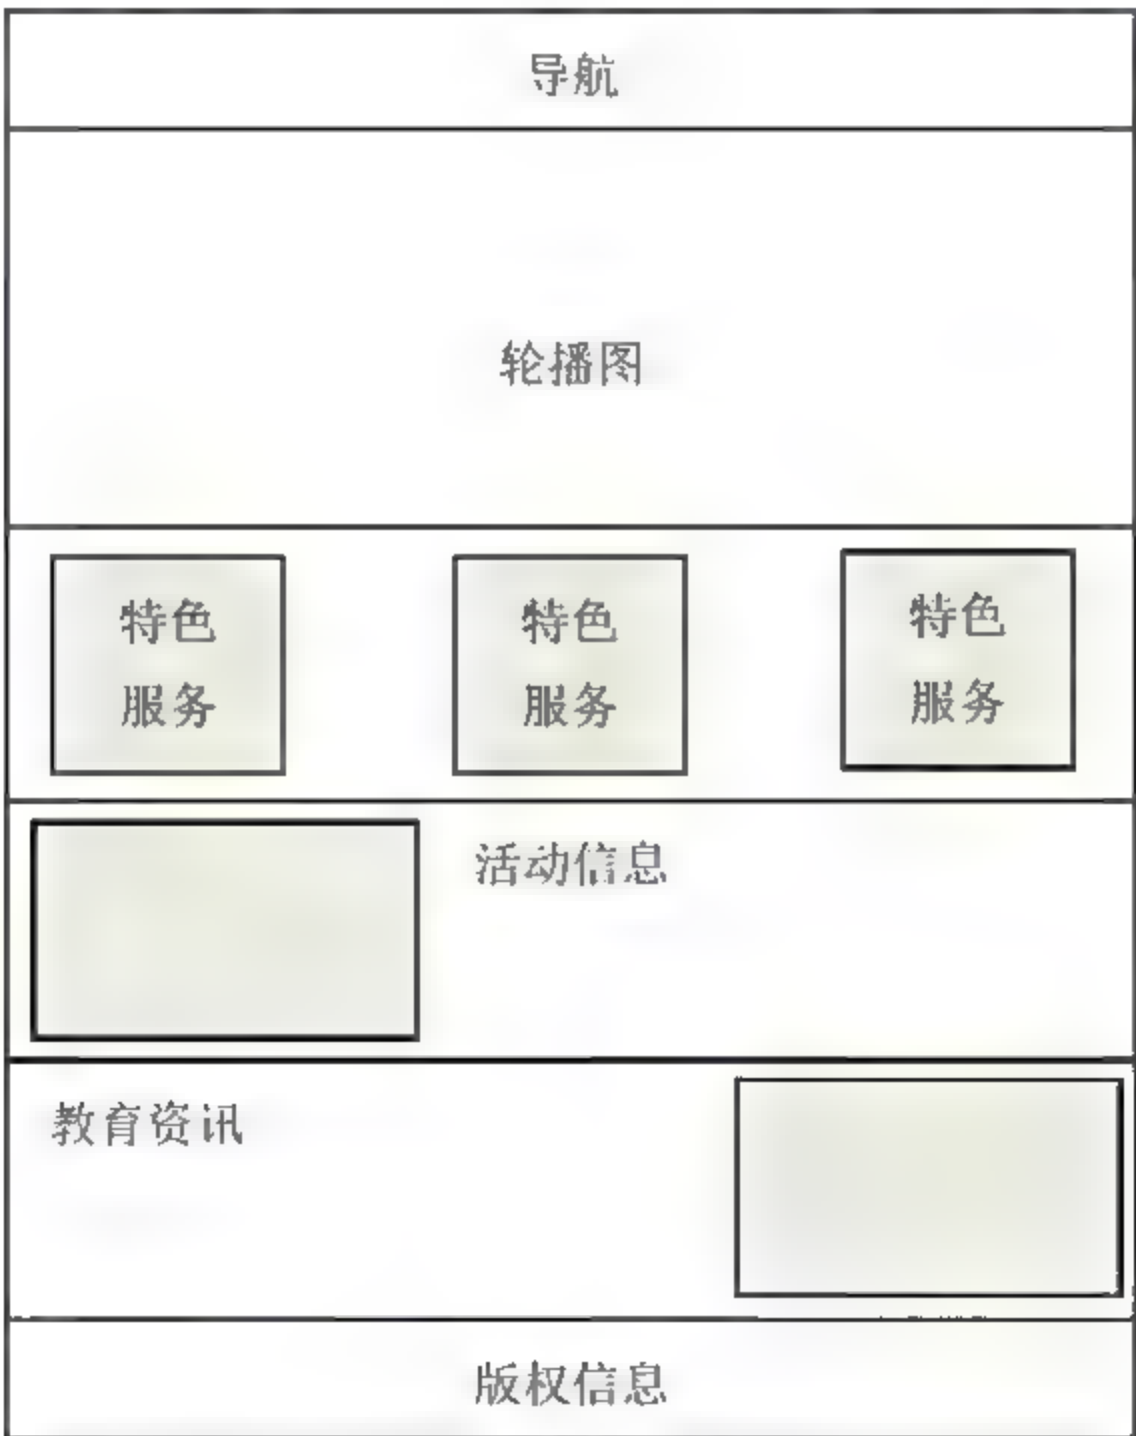 导航
轮播图
特色 特色 特色
服务 服务 服务
活动信息
教育资讯
版权信息